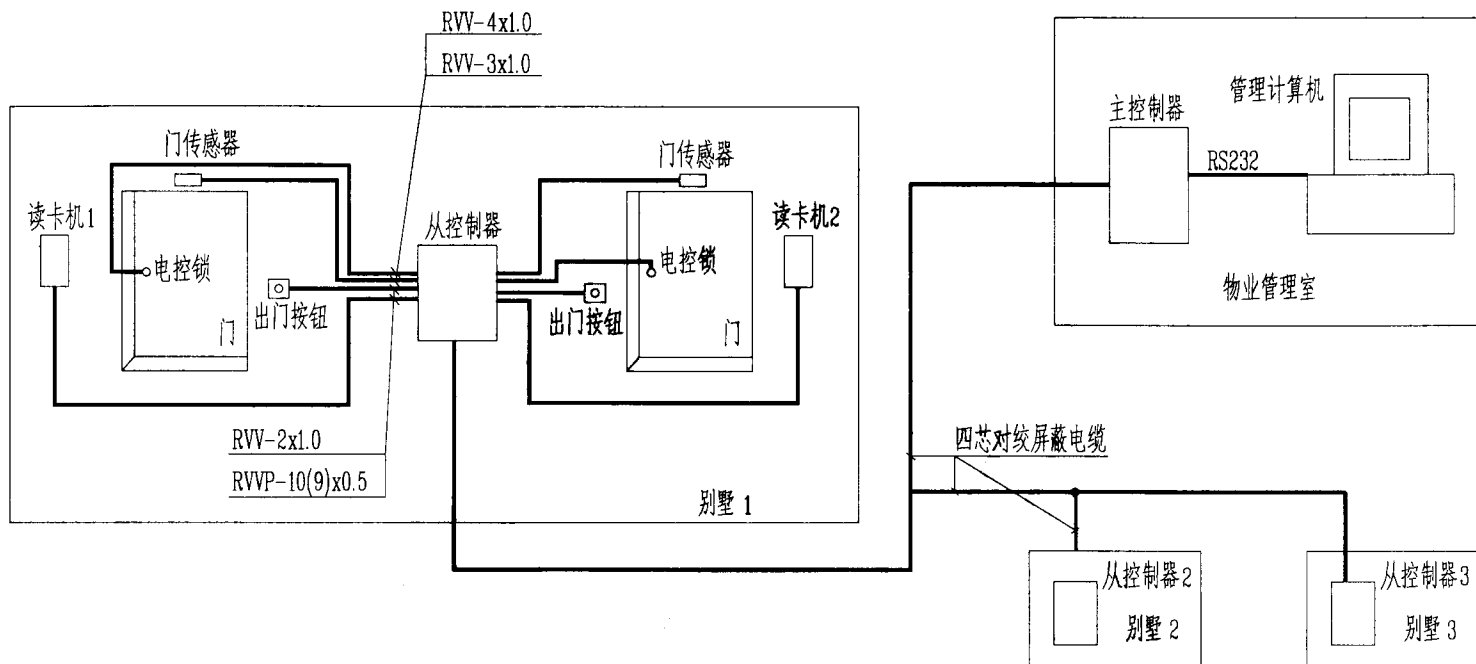 RVV-4x1.0
RVV-3x1.0
门传感器
门传感器
读卡机1
从控制器
读卡机2
电控锁
电控锁
出门按钮
出门按钮
门
门
RVV-2x1.0
RVVP-10(9)x0.5
别墅 1
管理计算机
主控制器
RS232
物业管理室
四芯对绞屏蔽电缆
从控制器2
别墅 2
从控制器3
别墅 3